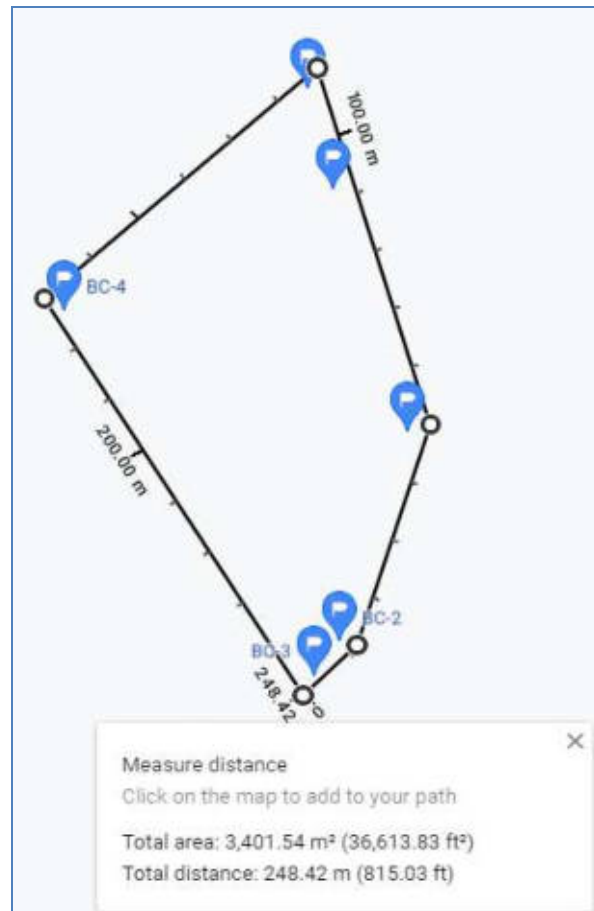 100.00 m
BC-4
200.00 m
BC-2
BC-3
248.42
0
Measure distance
Click on the map to add to your path
Total area: 3,401.54 m² (36,613.83 ft²)
Total distance: 248.42 m (815.03 ft)